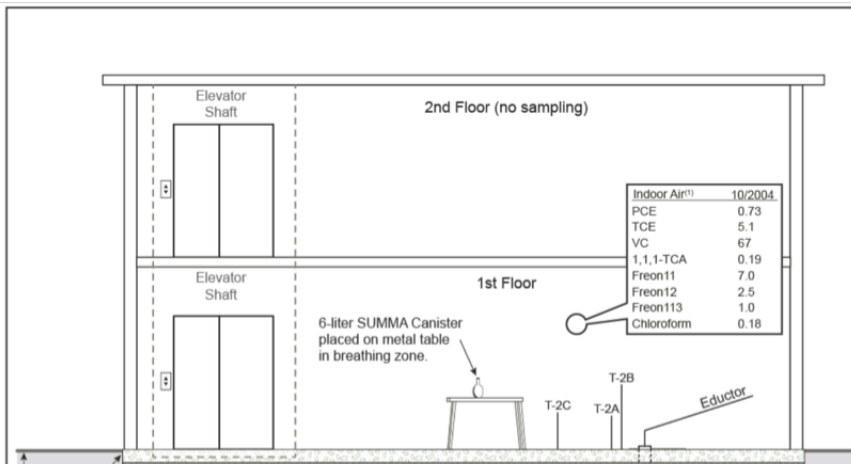 Elevator
Shaft
2nd Floor (no sampling)
Indoor Air(1) 10/2004
PCE 0.73
TCE 5.1
VC 67
1,1,1-TCA 0.19
Freon11 7.0
Freon12 2.5
Freon113 1.0
Chloroform 0.18
Elevator
Shaft
1st Floor
6-liter SUMMA Canister
placed on metal table
in breathing zone.
T-2C
T-2A
T-2B
Eductor